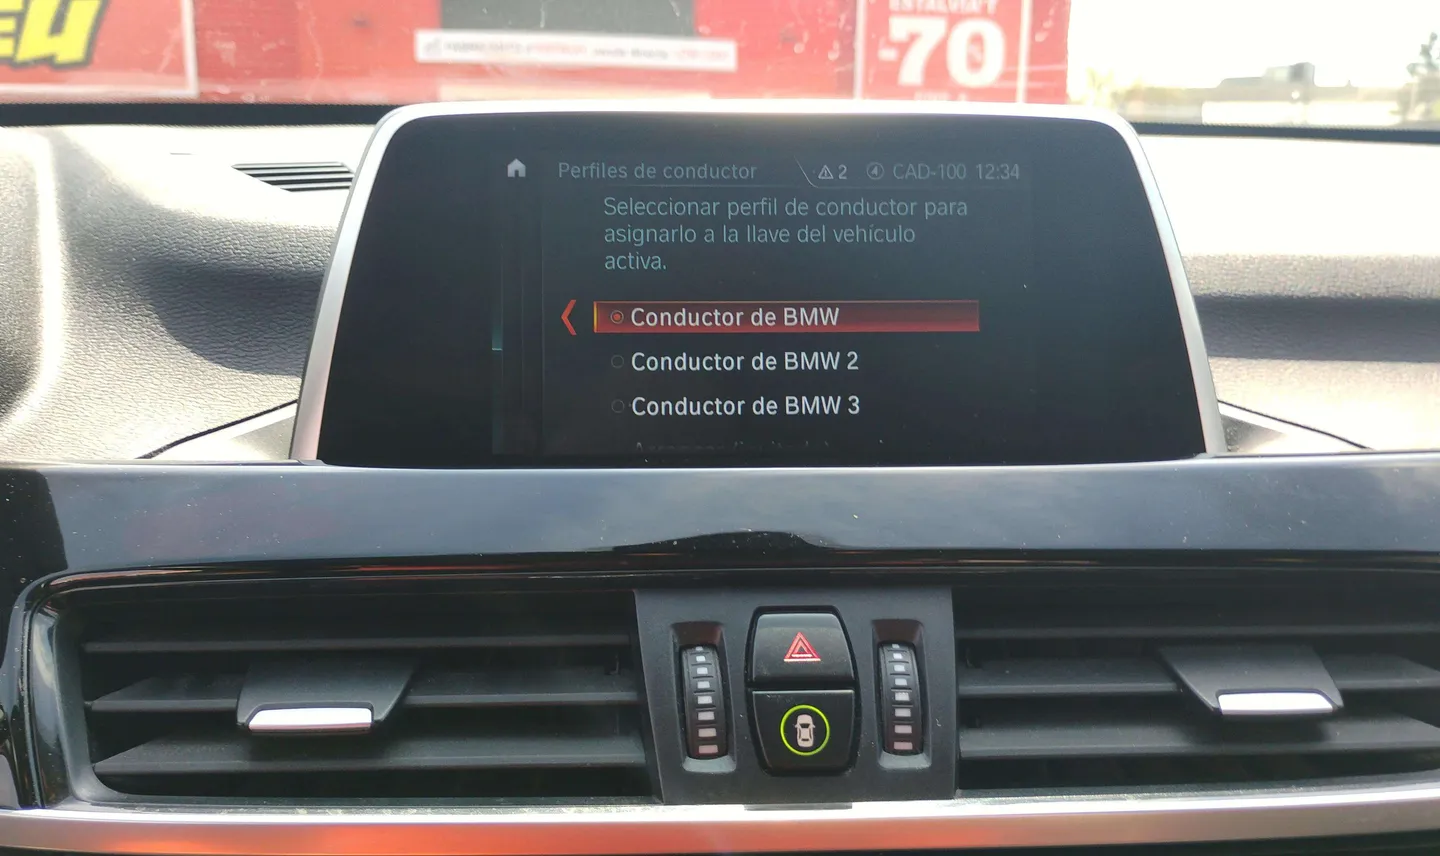 ESTALVIA'T
-70
Perfiles de conductor
2
CAD-100 12:34
Seleccionar perfil de conductor para
asignarlo a la llave del vehículo
activa.
Conductor de BMW
Conductor de BMW 2
Conductor de BMW 3